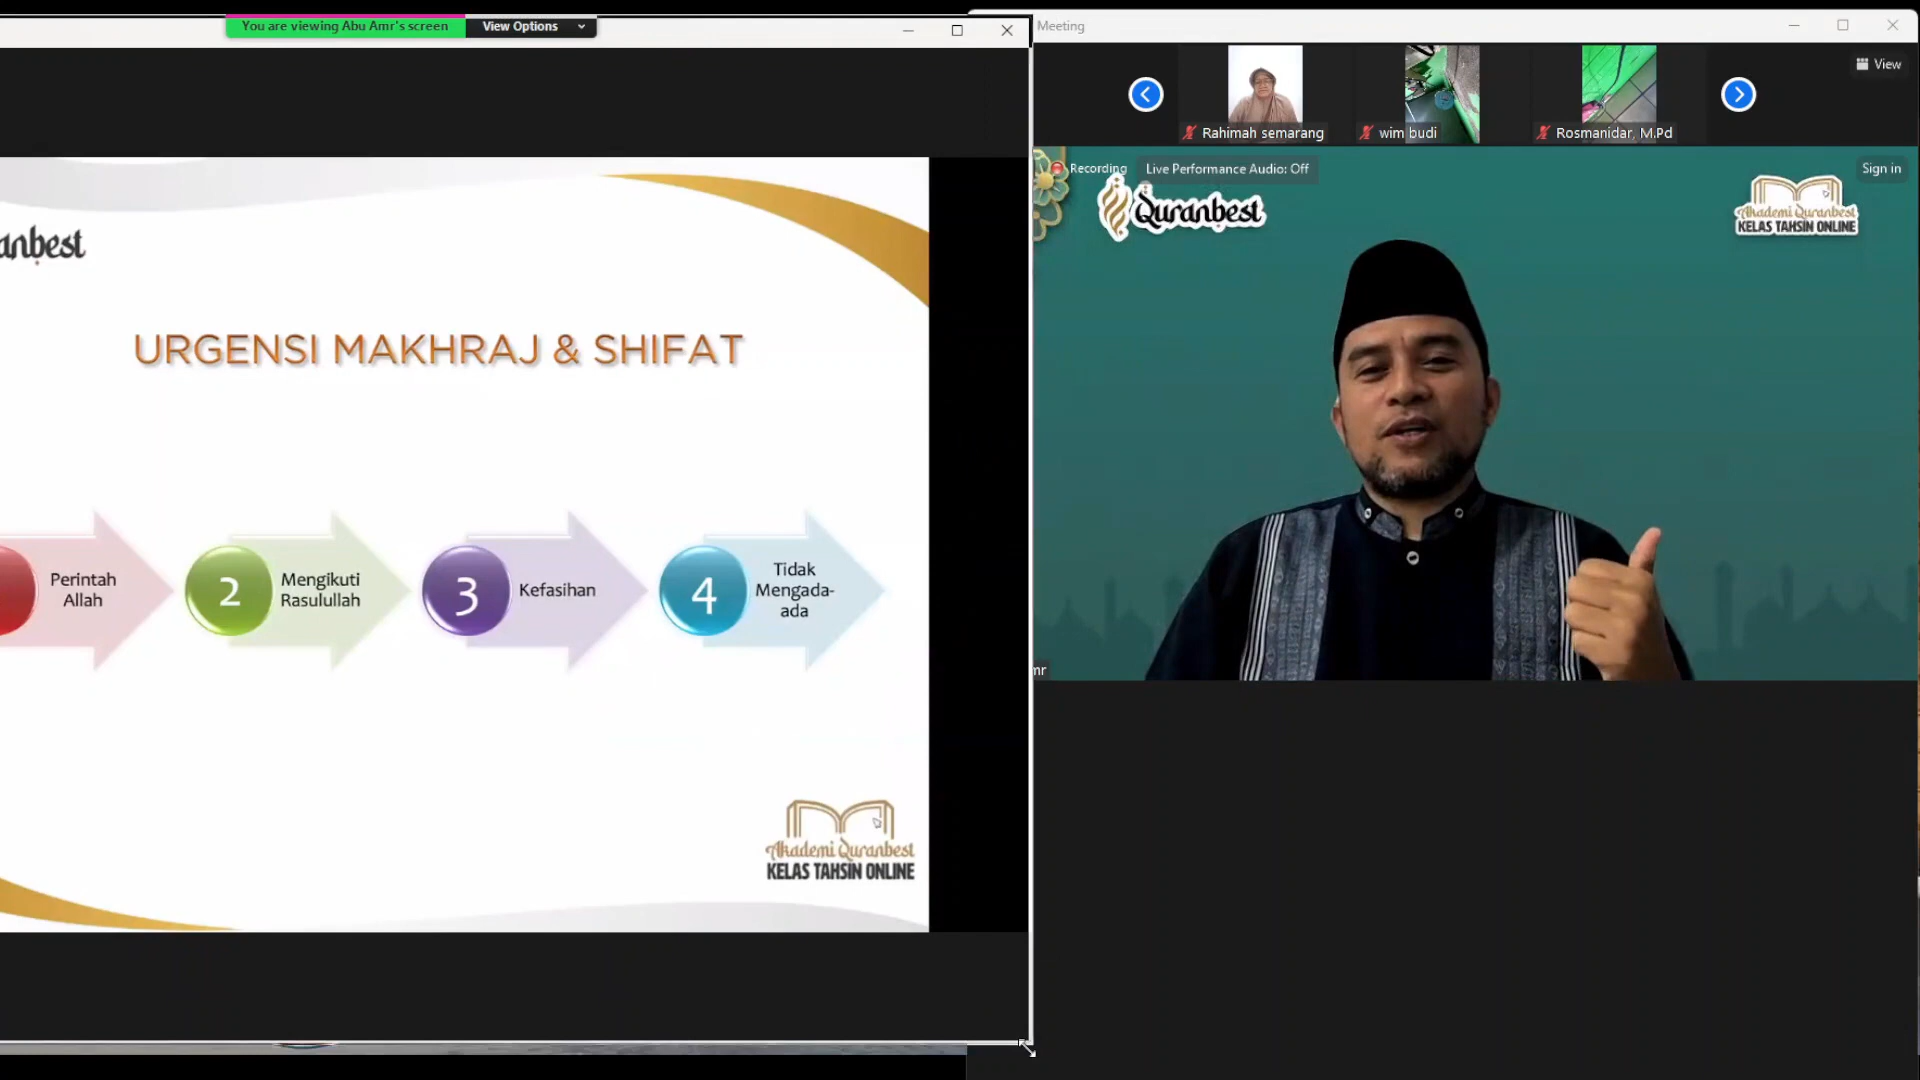 You are viewing Abu Amr's screen
View Options
Meeting
View
Rahimah semarang
wim budi
Rosmanidar, M.Pd
Recording
Live Performance Audio: Off
Sign in
Quranbest
Akademi Quranbest
KELAS TAHSIN ONLINE
anbest
URGENSI MAKHRAJ & SHIFAT
Perintah
Allah
2
Mengikuti
Rasulullah
3
Kefasihan
4
Tidak
Mengada-
ada
mr
Akademi Quranbest
KELAS TAHSIN ONLINE